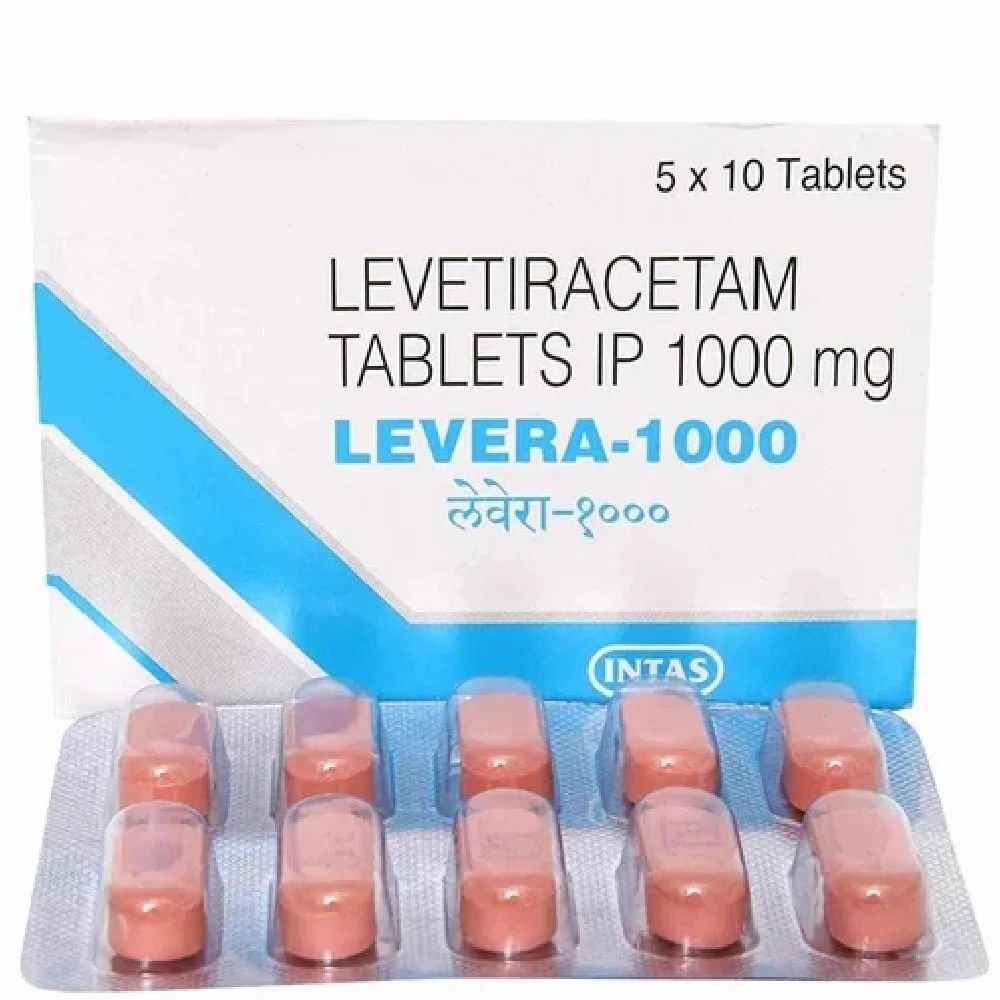 5 x 10 Tablets
LEVETIRACETAM
TABLETS IP 1000 mg
LEVERA-1000
लेवेरा-१०००
INTAS